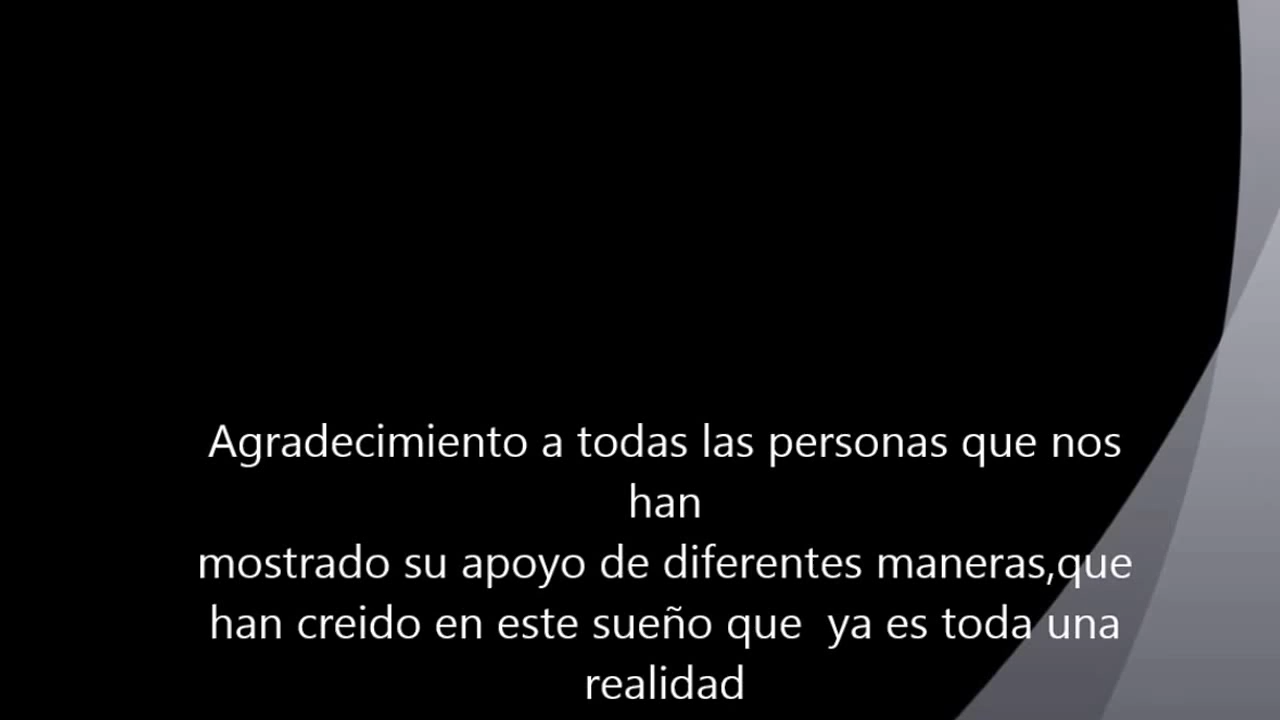 Agradecimiento a todas las personas que nos
han
mostrado su apoyo de diferentes maneras,que
han creido en este sueño que  ya es toda una
realidad